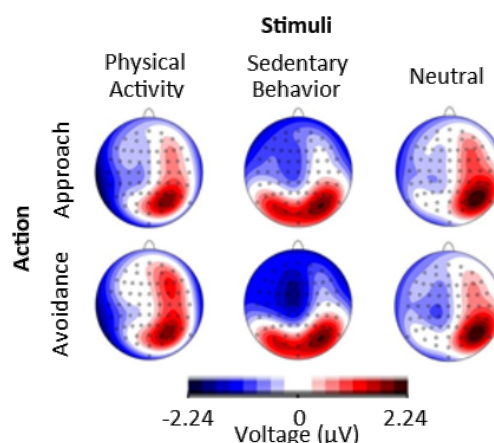 Stimuli
Physical Activity
Sedentary Behavior
Neutral
Action
Approach
Avoidance
-2.24 0 2.24
Voltage (μV)